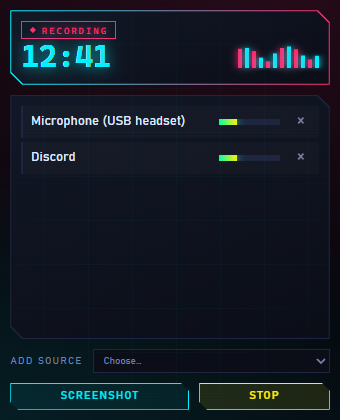 RECORDING
12:41
Microphone (USB headset)
×
Discord
×
ADD SOURCE
Choose...
SCREENSHOT
STOP